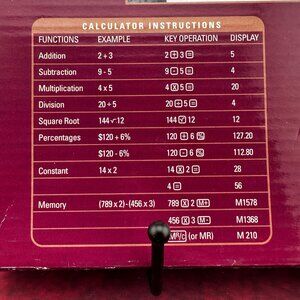 CALCULATOR INSTRUCTIONS
FUNCTIONS EXAMPLE KEY OPERATION DISPLAY
Addition 2 + 3 2 + 3 = 5
Subtraction 9 - 5 9 - 5 = 4
Multiplication 4 x 5 4 X 5 = 20
Division 20 ÷ 5 20 ÷ 5 = 4
Square Root 144 √ 12 144 √ 12 12
Percentages $120 + 6% 120 + 6 % 127.20
$120 - 6% 120 - 6 % 112.80
Constant 14 x 2 14 X 2 = 28
4 = 56
Memory (789 x 2) - (456 x 3) 789 X 2 M+ M1578
456 X 3 M- M1368
MR/c (or MR) M 210